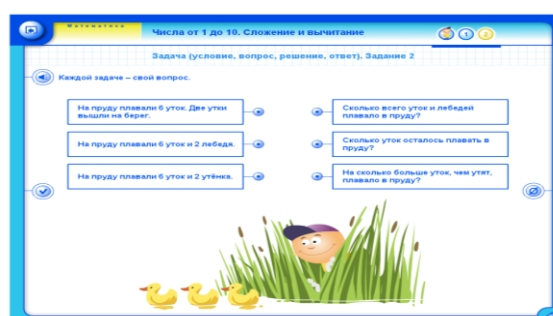 Математика
Числа от 1 до 10. Сложение и вычитание
1 2
Задача (условие, вопрос, решение, ответ). Задание 2
Каждой задаче – свой вопрос.
На пруду плавали 6 уток. Две утки
вышли на берег.
Сколько всего уток и лебедей
плавало в пруду?
На пруду плавали 6 уток и 2 лебедя.
Сколько уток осталось плавать в
пруду?
На пруду плавали 6 уток и 2 утёнка.
На сколько больше уток, чем утят,
плавало в пруду?